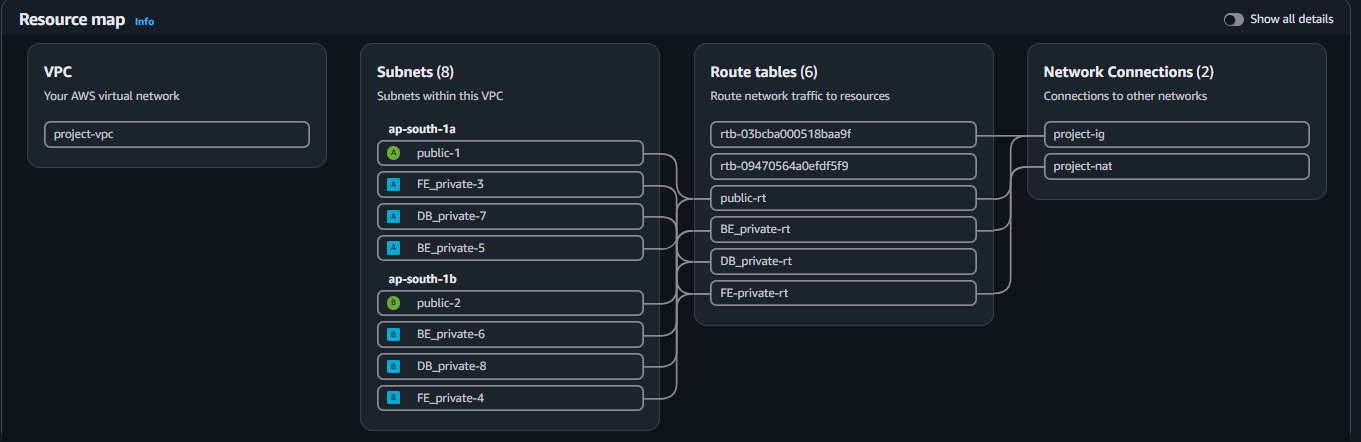 Resource map Info
Show all details
VPC
Your AWS virtual network
project-vpc
Subnets (8)
Subnets within this VPC
ap-south-1a
A public-1
A FE_private-3
A DB_private-7
A BE_private-5
ap-south-1b
B public-2
B BE_private-6
B DB_private-8
B FE_private-4
Route tables (6)
Route network traffic to resources
rtb-03bcba000518baa9f
rtb-09470564a0efdf5f9
public-rt
BE_private-rt
DB_private-rt
FE-private-rt
Network Connections (2)
Connections to other networks
project-ig
project-nat